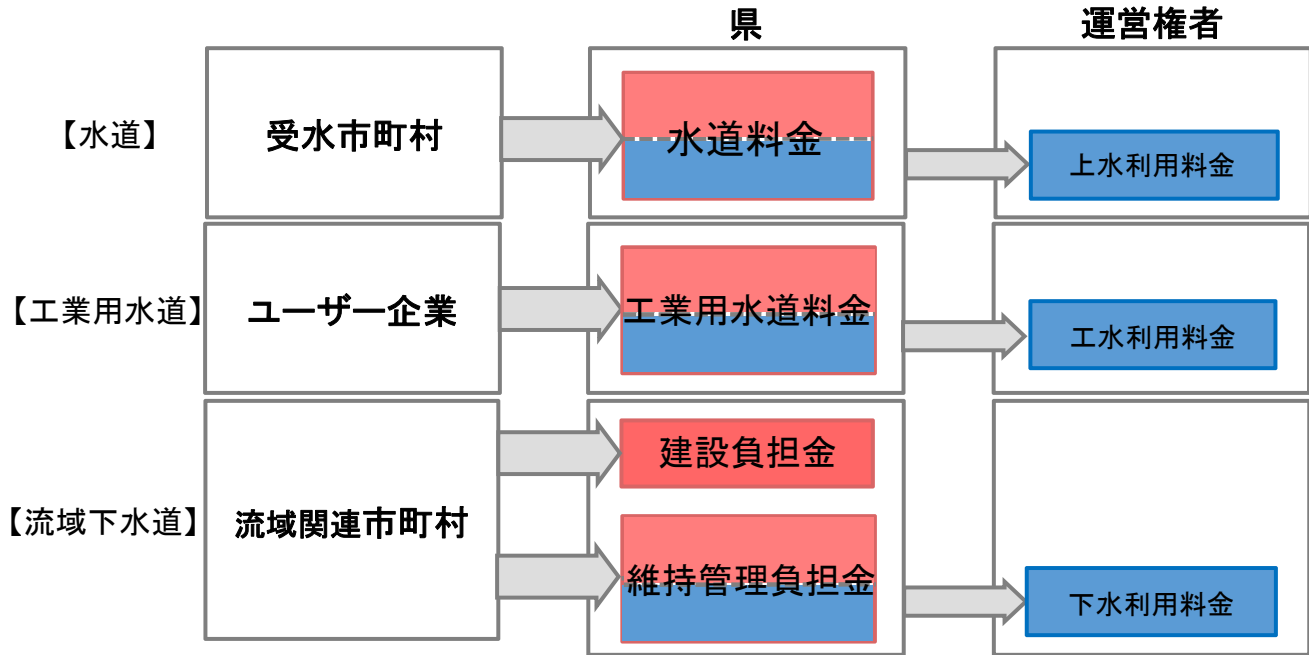 県
運営権者
【水道】
受水市町村
水道料金
上水利用料金
【工業用水道】
ユーザー企業
工業用水道料金
工水利用料金
【流域下水道】
流域関連市町村
建設負担金
維持管理負担金
下水利用料金